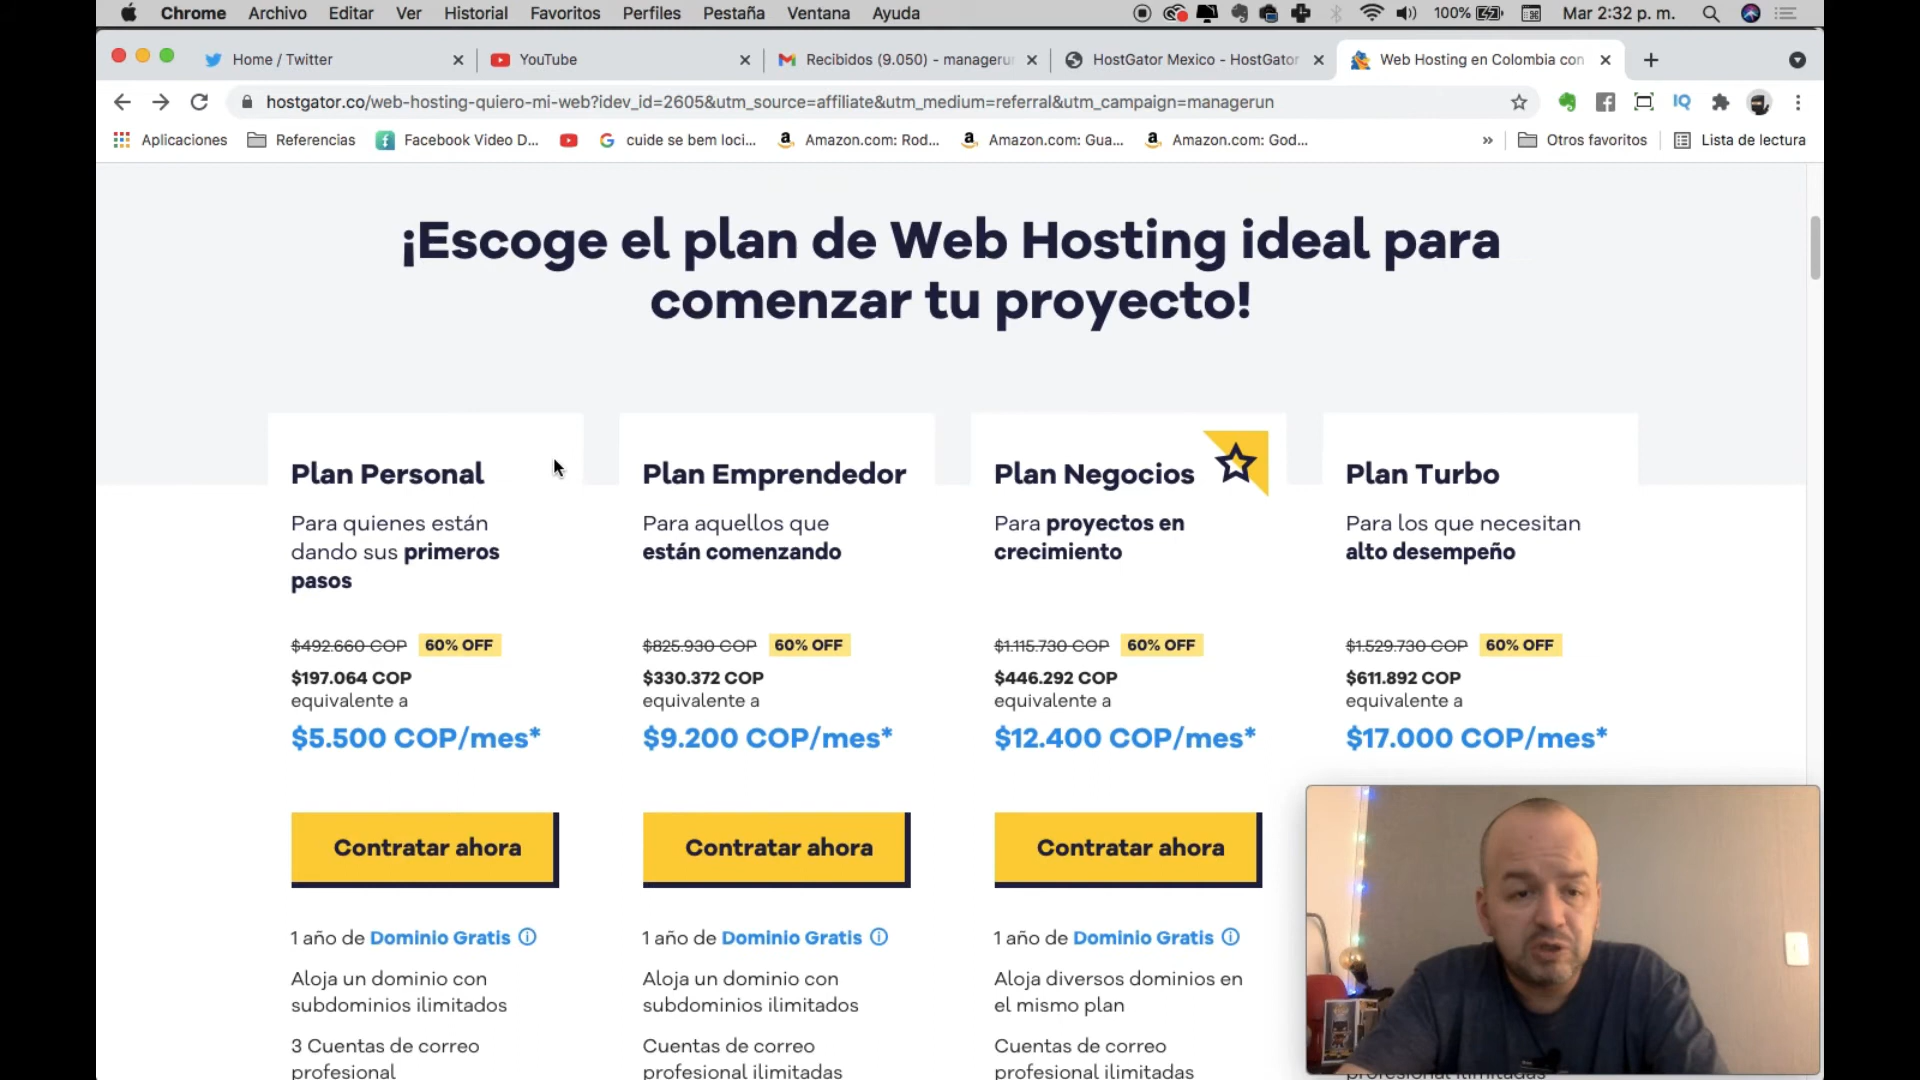 Chrome Archivo Editar Ver Historial Favoritos Perfiles Pestaña Ventana Ayuda 100% Mar 2:32 p. m.
Home / Twitter YouTube Recibidos (9.050) - managerun HostGator Mexico - HostGator Web Hosting en Colombia con
hostgator.co/web-hosting-quiero-mi-web?idev_id=2605&utm_source=affiliate&utm_medium=referral&utm_campaign=managerun IQ
Aplicaciones Referencias Facebook Video D... cuide se bem loci... Amazon.com: Rod... Amazon.com: Gua... Amazon.com: God... » Otros favoritos Lista de lectura
¡Escoge el plan de Web Hosting ideal para
comenzar tu proyecto!
Plan Personal
Para quienes están
dando sus primeros
pasos
$492.660 COP 60% OFF
$197.064 COP
equivalente a
$5.500 COP/mes*
Contratar ahora
1 año de Dominio Gratis
Aloja un dominio con
subdominios ilimitados
3 Cuentas de correo
profesional
Plan Emprendedor
Para aquellos que
están comenzando
$825.930 COP 60% OFF
$330.372 COP
equivalente a
$9.200 COP/mes*
Contratar ahora
1 año de Dominio Gratis
Aloja un dominio con
subdominios ilimitados
Cuentas de correo
profesional ilimitadas
Plan Negocios
Para proyectos en
crecimiento
$1.115.730 COP 60% OFF
$446.292 COP
equivalente a
$12.400 COP/mes*
Contratar ahora
1 año de Dominio Gratis
Aloja diversos dominios en
el mismo plan
Cuentas de correo
profesional ilimitadas
Plan Turbo
Para los que necesitan
alto desempeño
$1.529.730 COP 60% OFF
$611.892 COP
equivalente a
$17.000 COP/mes*